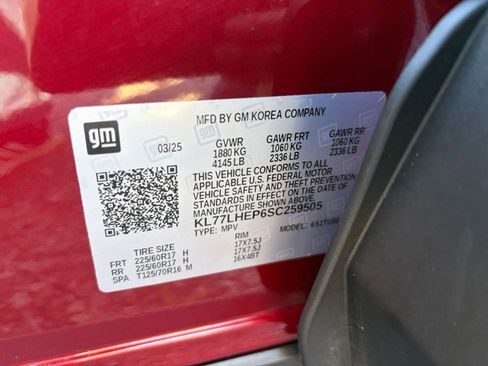 MFD BY GM KOREA COMPANY
gm
03/25
GVWR GAWR FRT GAWR RR
1880 KG 1060 KG 1060 KG
4145 LB 2336 LB 2336 LB
THIS VEHICLE CONFORMS TO ALL
APPLICABLE U.S. FEDERAL MOTOR
VEHICLE SAFETY AND THEFT
PREVENTION STANDARDS IN
EFFECT ON THE DATE OF
MANUFACTURE SHOWN ABOVE.
KL77LHEP6SC259505
TYPE: MPV MODEL:
TIRE SIZE RIM
FRT 225/60R17 H 17X7.5J
RR 225/60R17 H 17X7.5J
SPA T125/70R16 M 16X4BT